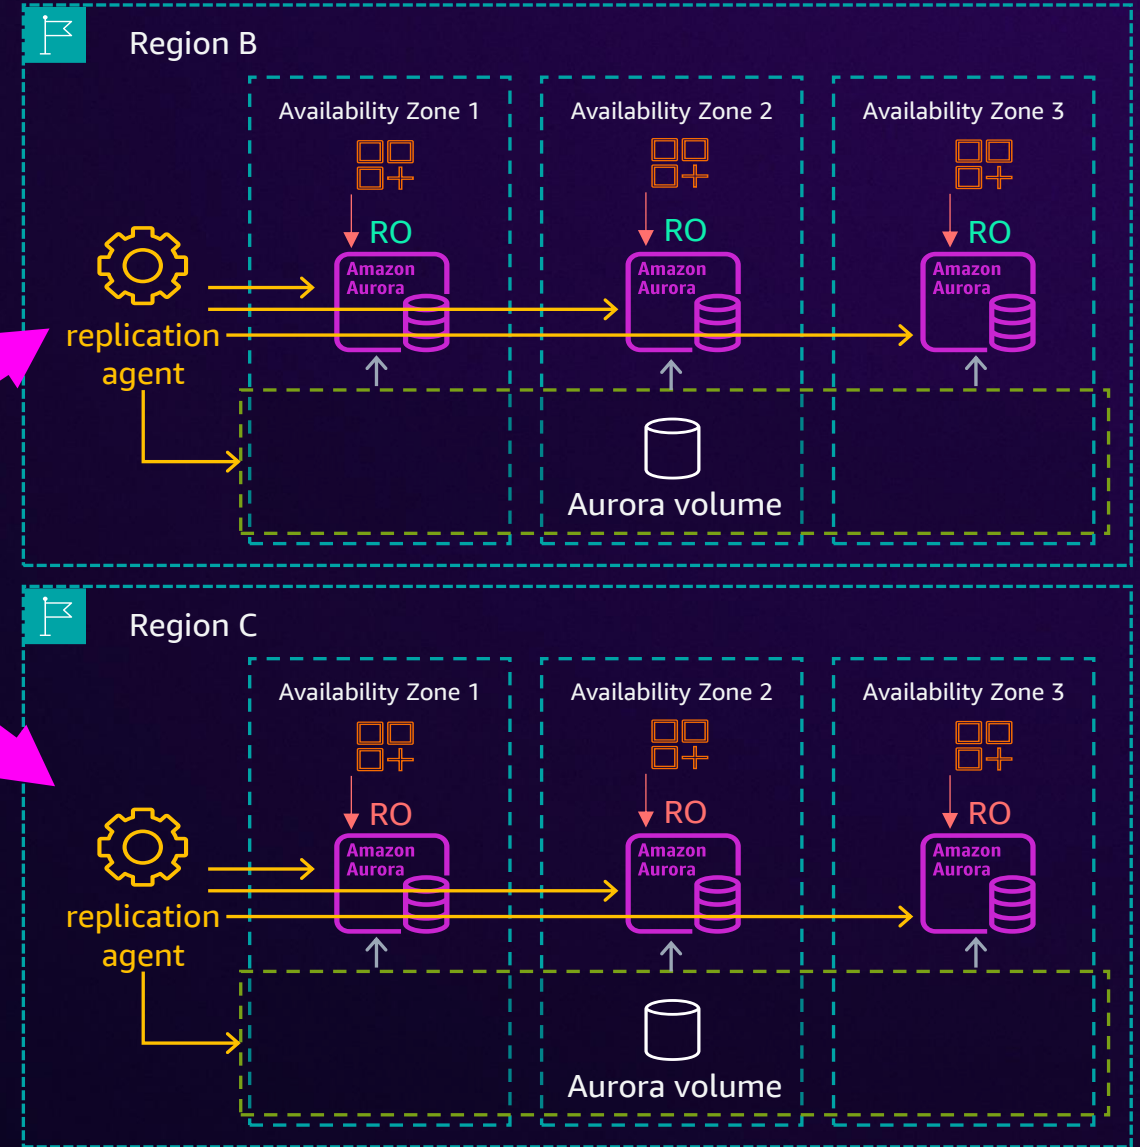 Region B
Availability Zone 1
Availability Zone 2
Availability Zone 3
RO
RO
RO
Amazon
Aurora
Amazon
Aurora
Amazon
Aurora
replication
agent
Aurora volume
Region C
Availability Zone 1
Availability Zone 2
Availability Zone 3
RO
RO
RO
Amazon
Aurora
Amazon
Aurora
Amazon
Aurora
replication
agent
Aurora volume